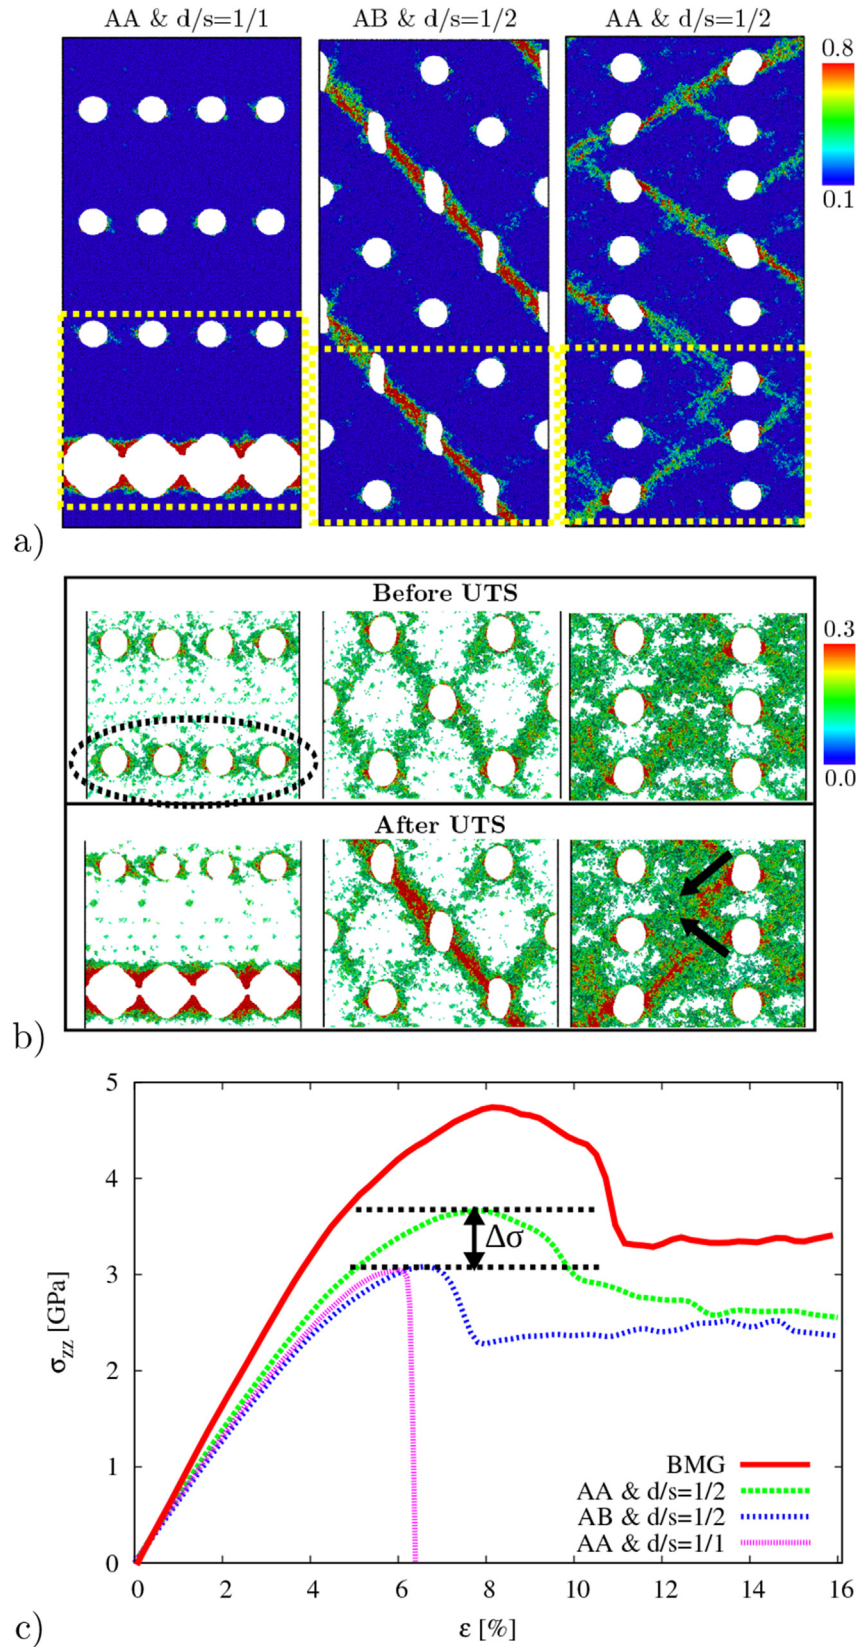 AA & d/s=1/1 AB & d/s=1/2 AA & d/s=1/2
0.8
0.1
a)
Before UTS
0.3
0.0
After UTS
b)
5
4
3
2
1
0
σzz [GPa]
Δσ
BMG
AA & d/s=1/2
AB & d/s=1/2
AA & d/s=1/1
0 2 4 6 8 10 12 14 16
ε [%]
c)